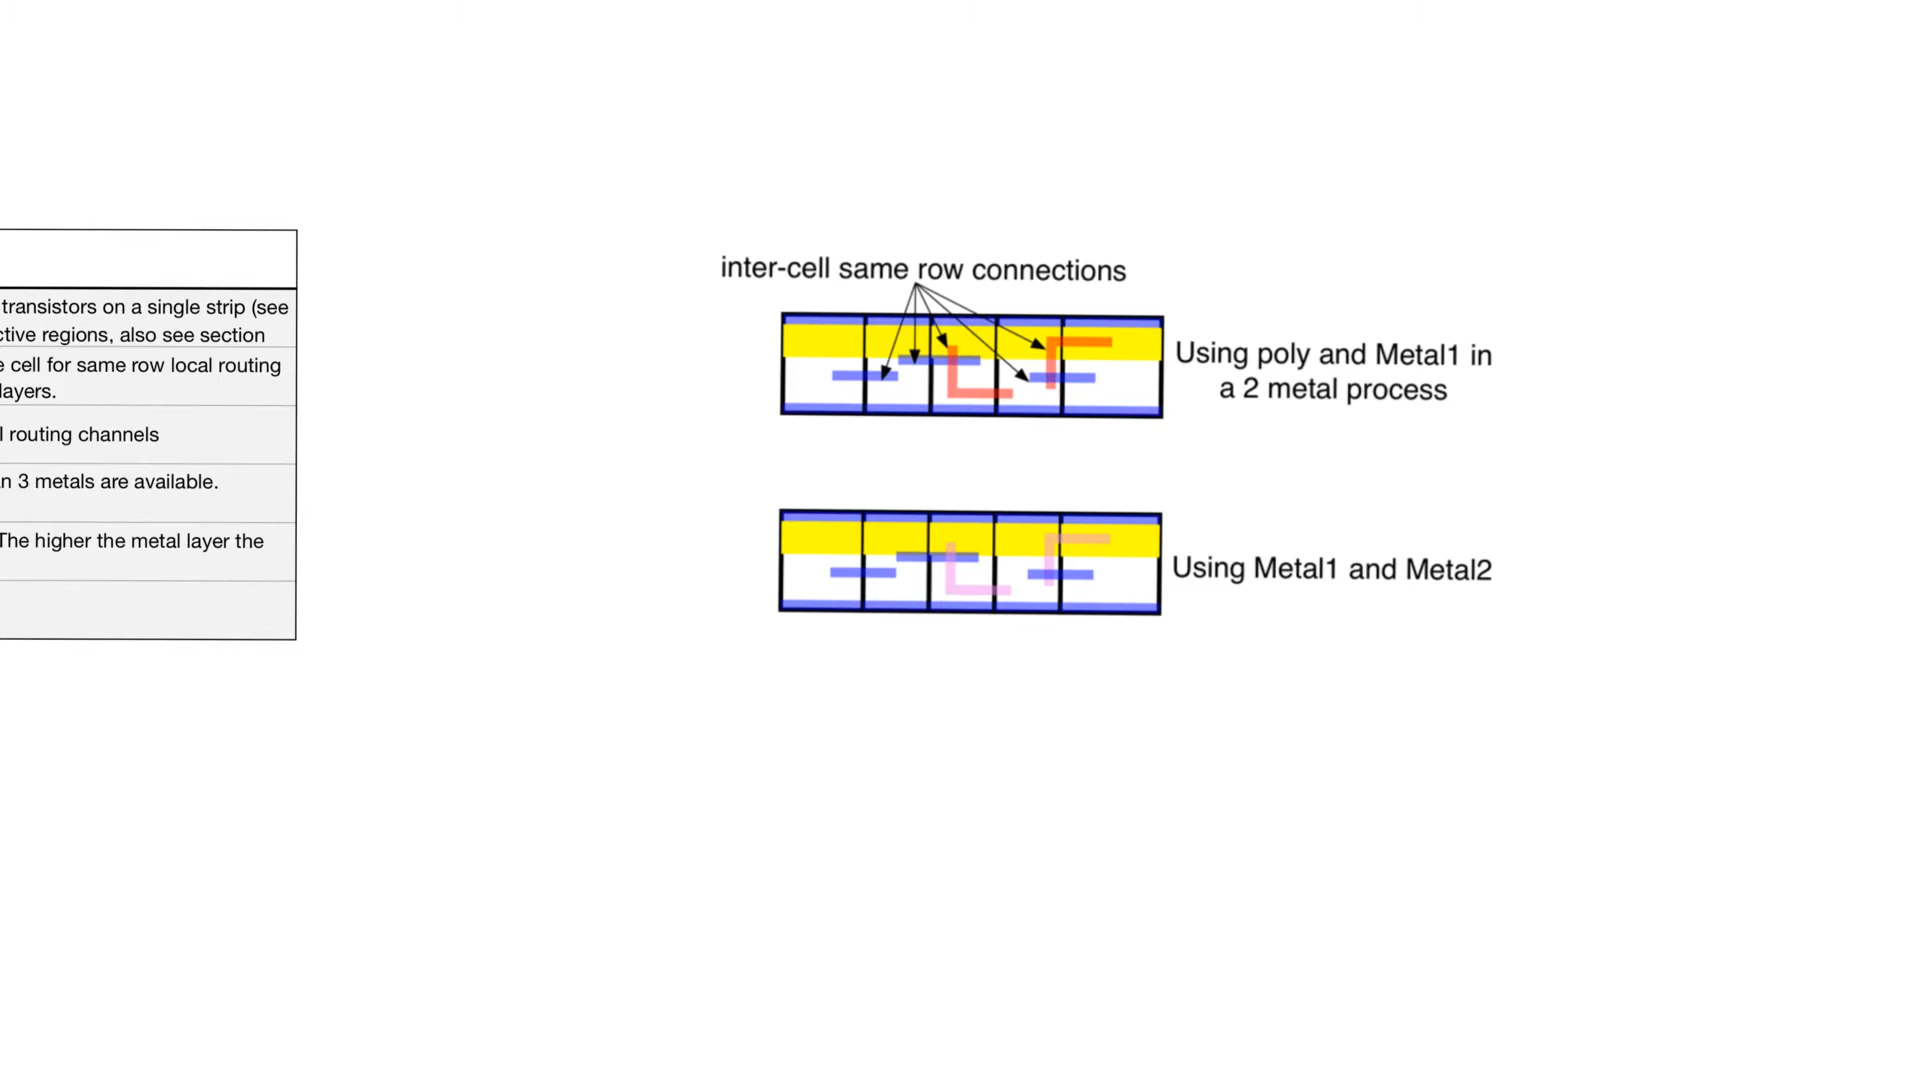 transistors on a single strip (see
ctive regions, also see section
e cell for same row local routing
layers.
l routing channels
n 3 metals are available.
The higher the metal layer the
inter-cell same row connections
Using poly and Metal1 in
a 2 metal process
Using Metal1 and Metal2